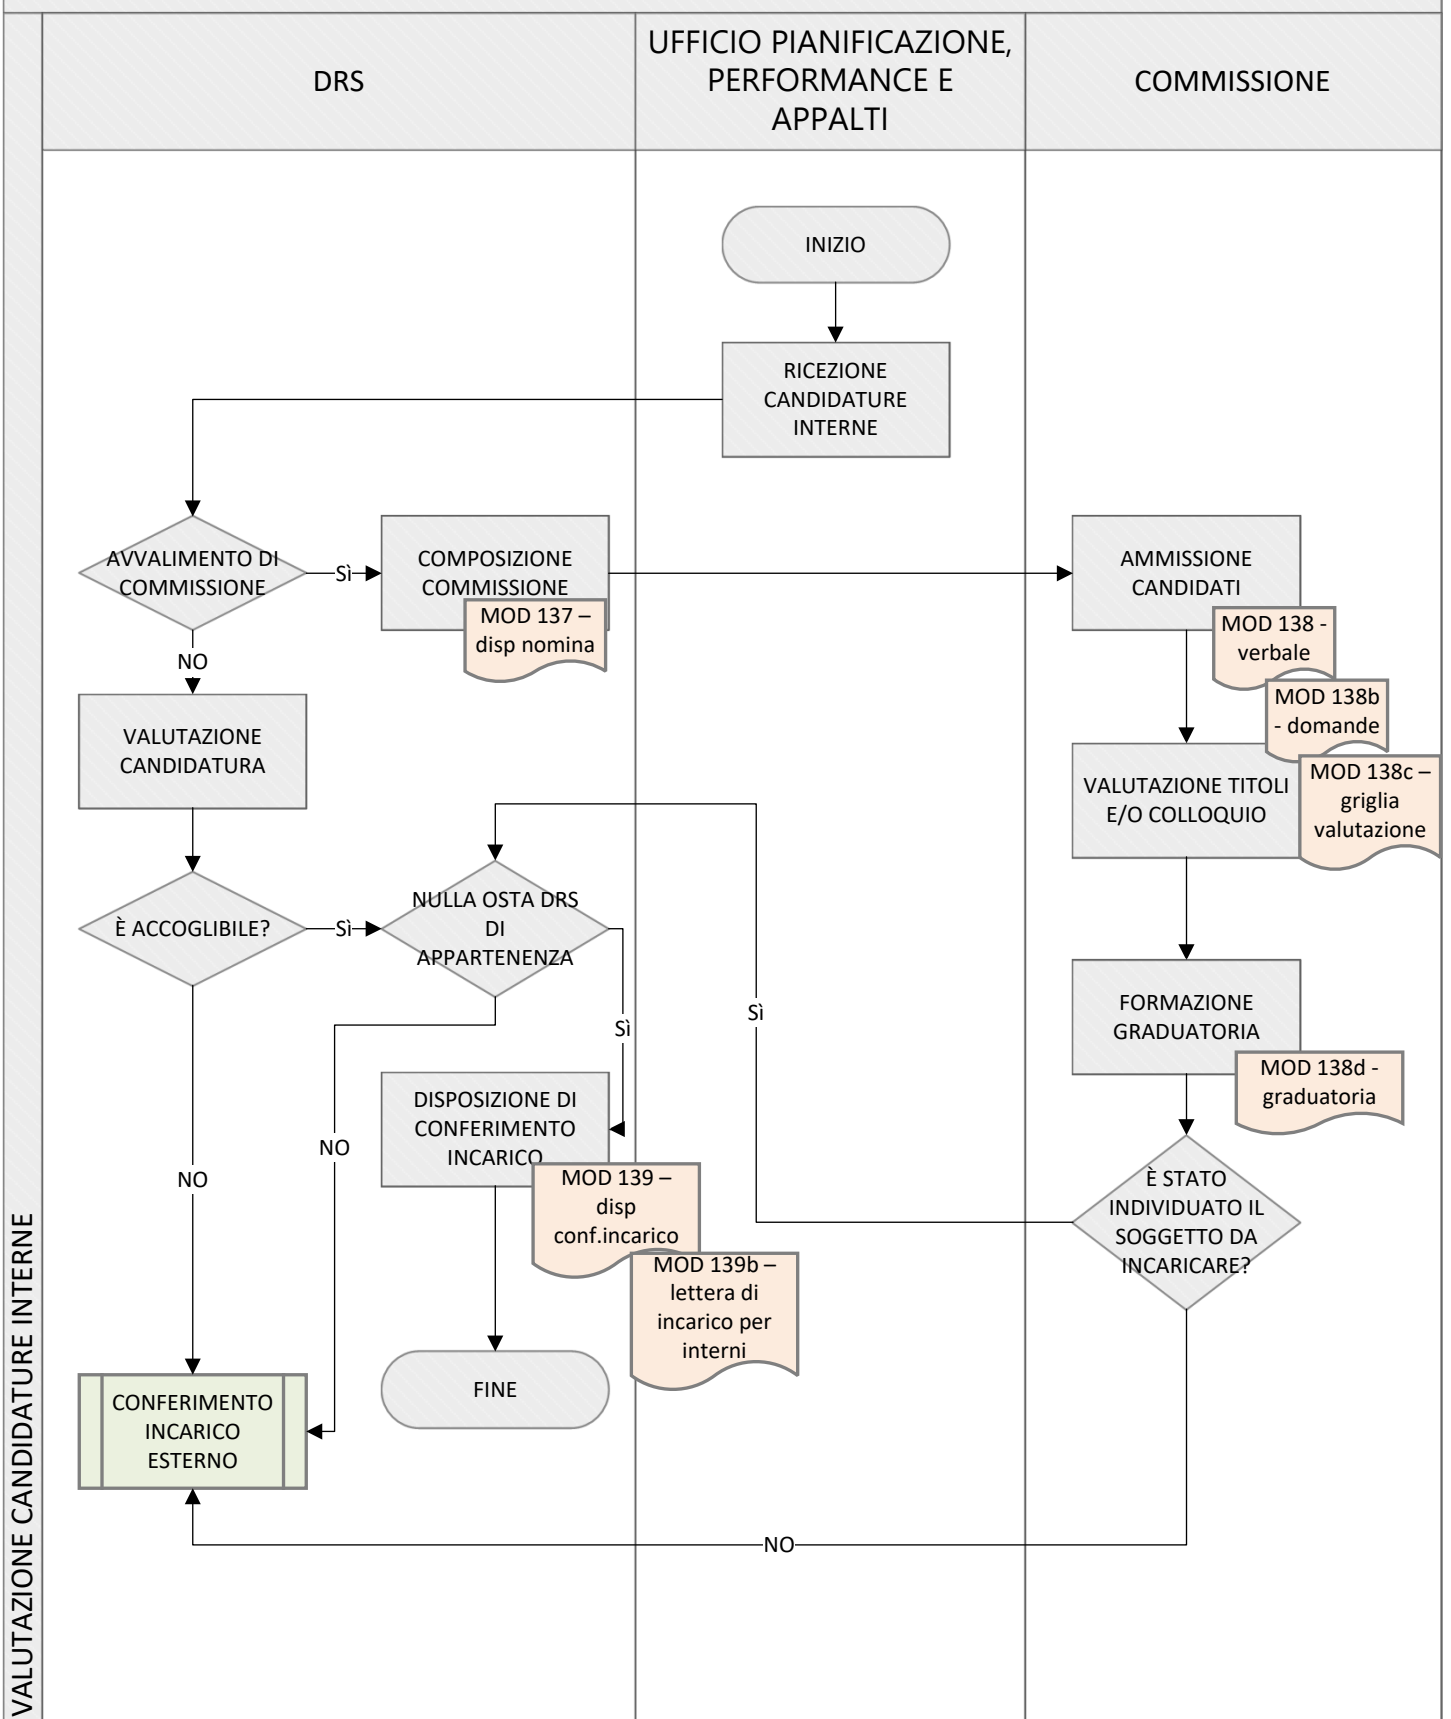 DRS
UFFICIO PIANIFICAZIONE,
PERFORMANCE E
APPALTI
COMMISSIONE
VALUTAZIONE CANDIDATURE INTERNE
INIZIO
RICEZIONE
CANDIDATURE
INTERNE
AVVALIMENTO DI
COMMISSIONE
Sì
COMPOSIZIONE
COMMISSIONE
MOD 137 –
disp nomina
AMMISSIONE
CANDIDATI
MOD 138 -
verbale
MOD 138b
- domande
NO
VALUTAZIONE
CANDIDATURA
VALUTAZIONE TITOLI
E/O COLLOQUIO
MOD 138c –
griglia
valutazione
È ACCOGLIBILE?
Sì
NULLA OSTA DRS
DI
APPARTENENZA
Sì
Sì
FORMAZIONE
GRADUATORIA
MOD 138d -
graduatoria
NO
NO
DISPOSIZIONE DI
CONFERIMENTO
INCARICO
MOD 139 –
disp
conf.incarico
MOD 139b –
lettera di
incarico per
interni
È STATO
INDIVIDUATO IL
SOGGETTO DA
INCARICARE?
FINE
CONFERIMENTO
INCARICO
ESTERNO
NO